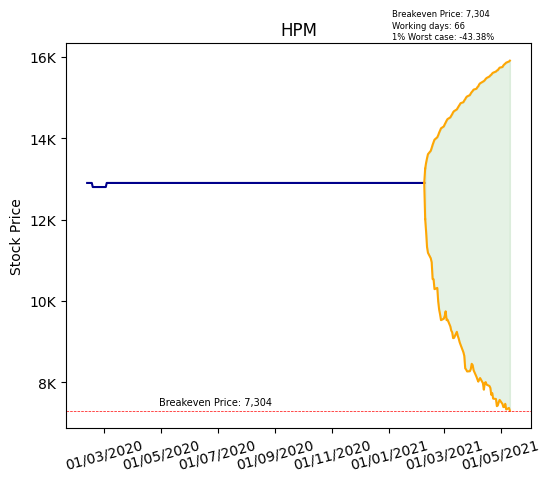 Breakeven Price: 7,304
Working days: 66
1% Worst case: -43.38%
HPM
Stock Price
16K
14K
12K
10K
8K
Breakeven Price: 7,304
01/03/2020
01/05/2020
01/07/2020
01/09/2020
01/11/2020
01/01/2021
01/03/2021
01/05/2021